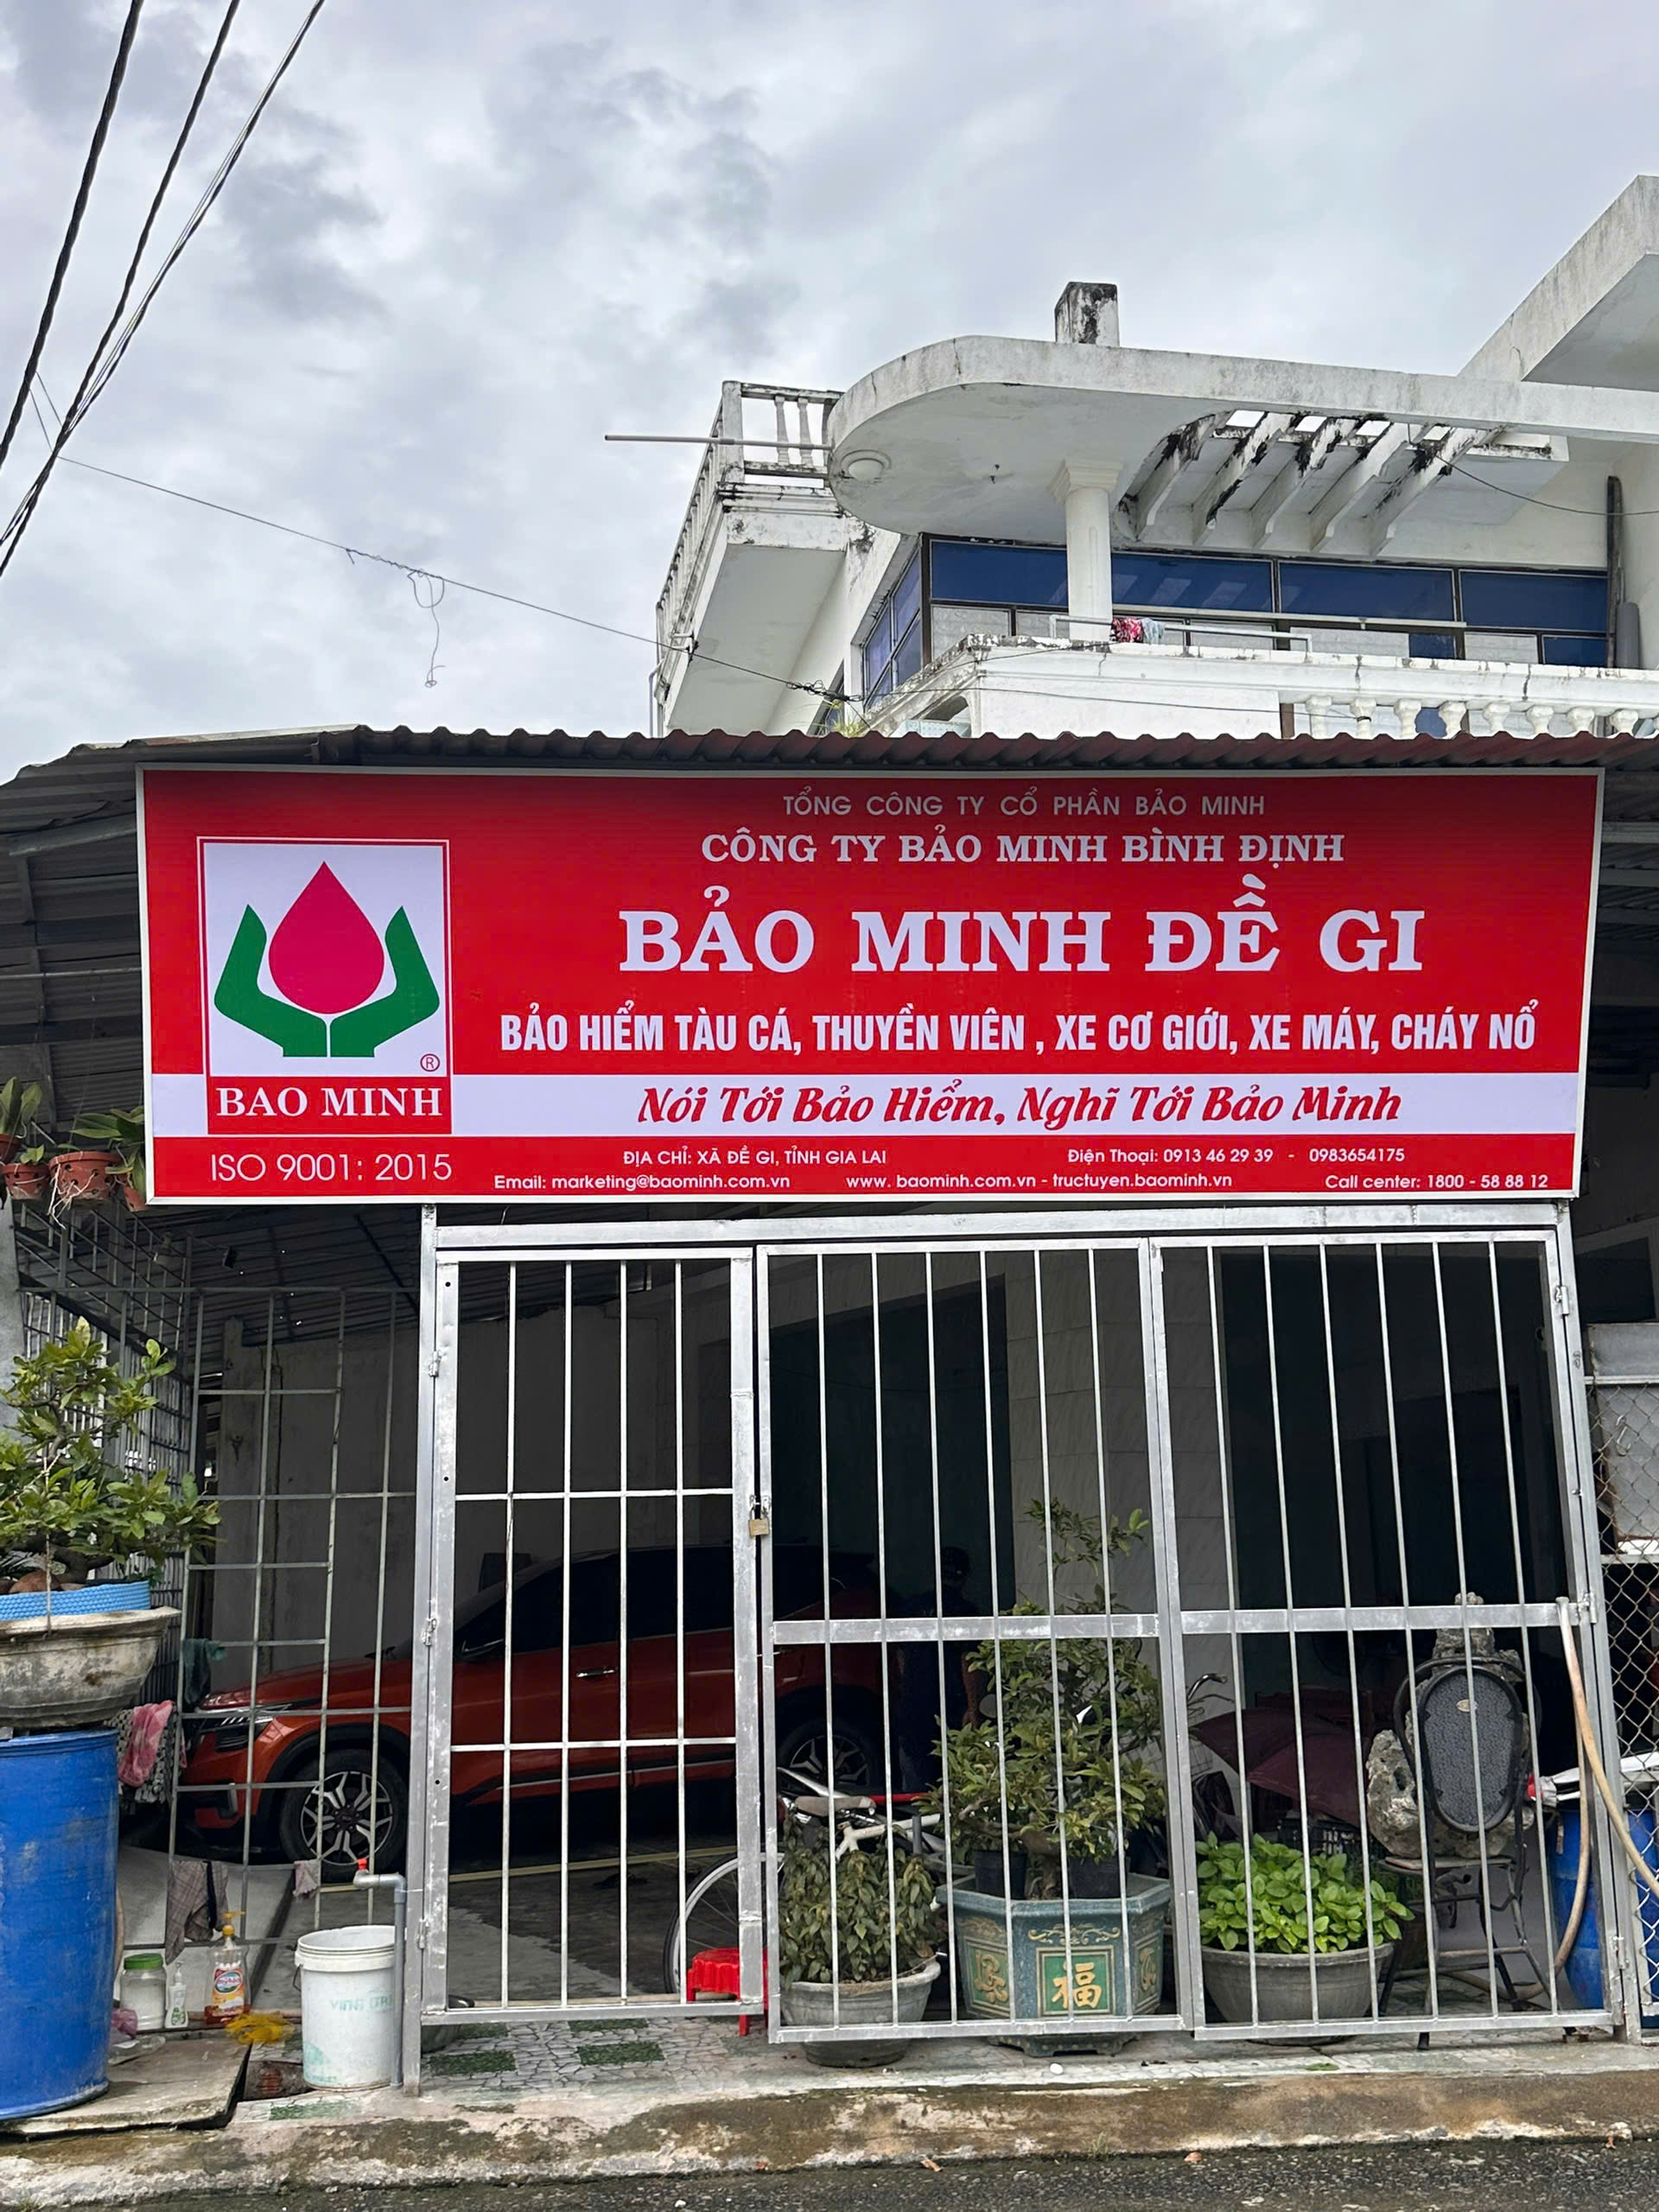 TỔNG CÔNG TY CỔ PHẦN BẢO MINH
CÔNG TY BẢO MINH BÌNH ĐỊNH
BẢO MINH ĐỀ GI
BẢO HIỂM TÀU CÁ, THUYỀN VIÊN , XE CƠ GIỚI, XE MÁY, CHÁY NỔ
®
BAO MINH
Nói Tới Bảo Hiểm, Nghĩ Tới Bảo Minh
ISO 9001: 2015
ĐỊA CHỈ: XÃ ĐỀ GI, TỈNH GIA LAI
Điện Thoại: 0913 46 29 39 - 0983654175
Email: marketing@baominh.com.vn
www. baominh.com.vn - tructuyen.baominh.vn
Call center: 1800 - 58 88 12
福